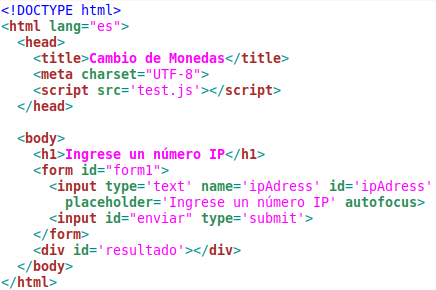 <!DOCTYPE html>
<html lang="es">
<head>
<title>Cambio de Monedas</title>
<meta charset="UTF-8">
<script src='test.js'></script>
</head>
<body>
<h1>Ingrese un número IP</h1>
<form id="form1">
<input type='text' name='ipAdress' id='ipAdress'
placeholder='Ingrese un número IP' autofocus>
<input id="enviar" type='submit'>
</form>
<div id='resultado'></div>
</body>
</html>